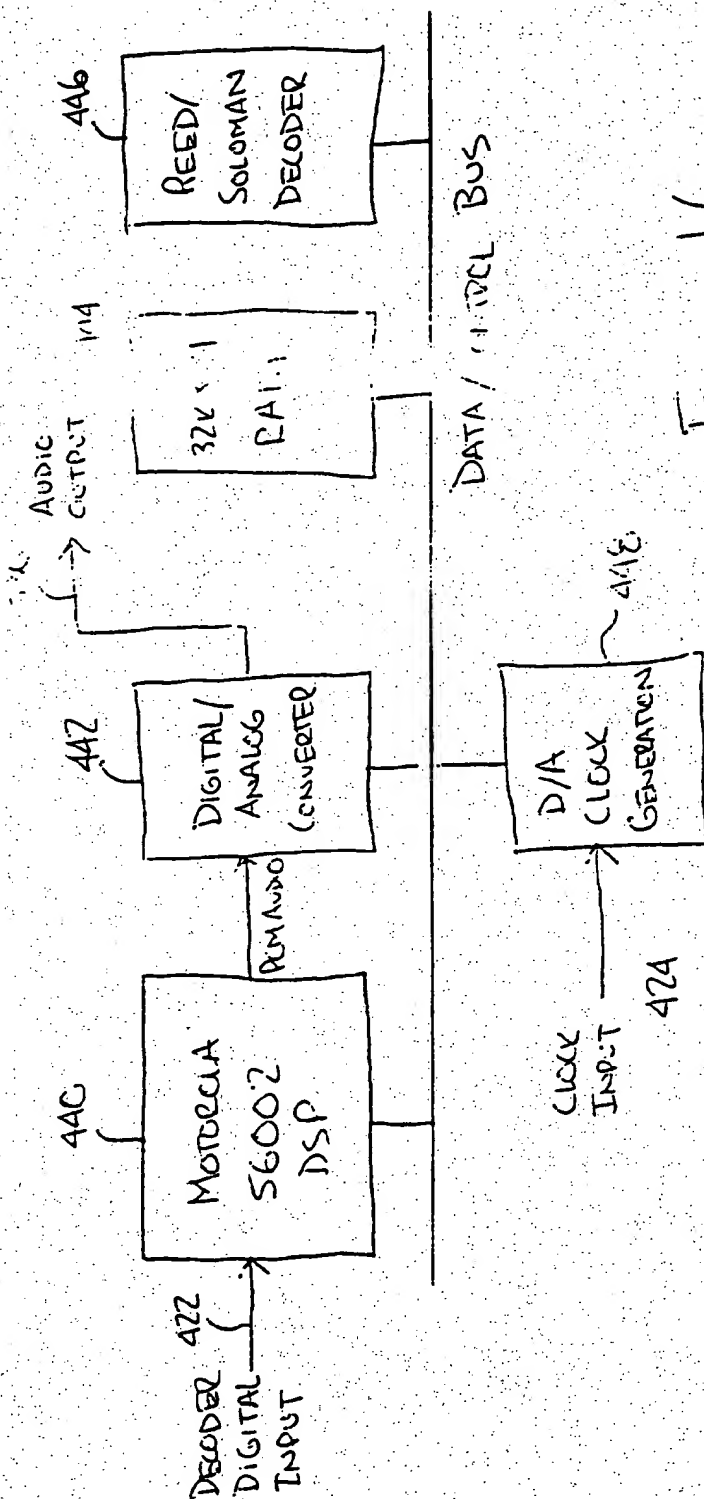 446
REED/
SOLOMAN
DECODER
32K
AUDIO
OUTPUT
442
DIGITAL/
ANALOG
CONVERTER
PCM AUDIO
440
MOTOROLA
56002
DSP
DECODER
DIGITAL
INPUT
422
DATA/
BUS
D/A
CLOCK
GENERATION
448
CLOCK
INPUT
424